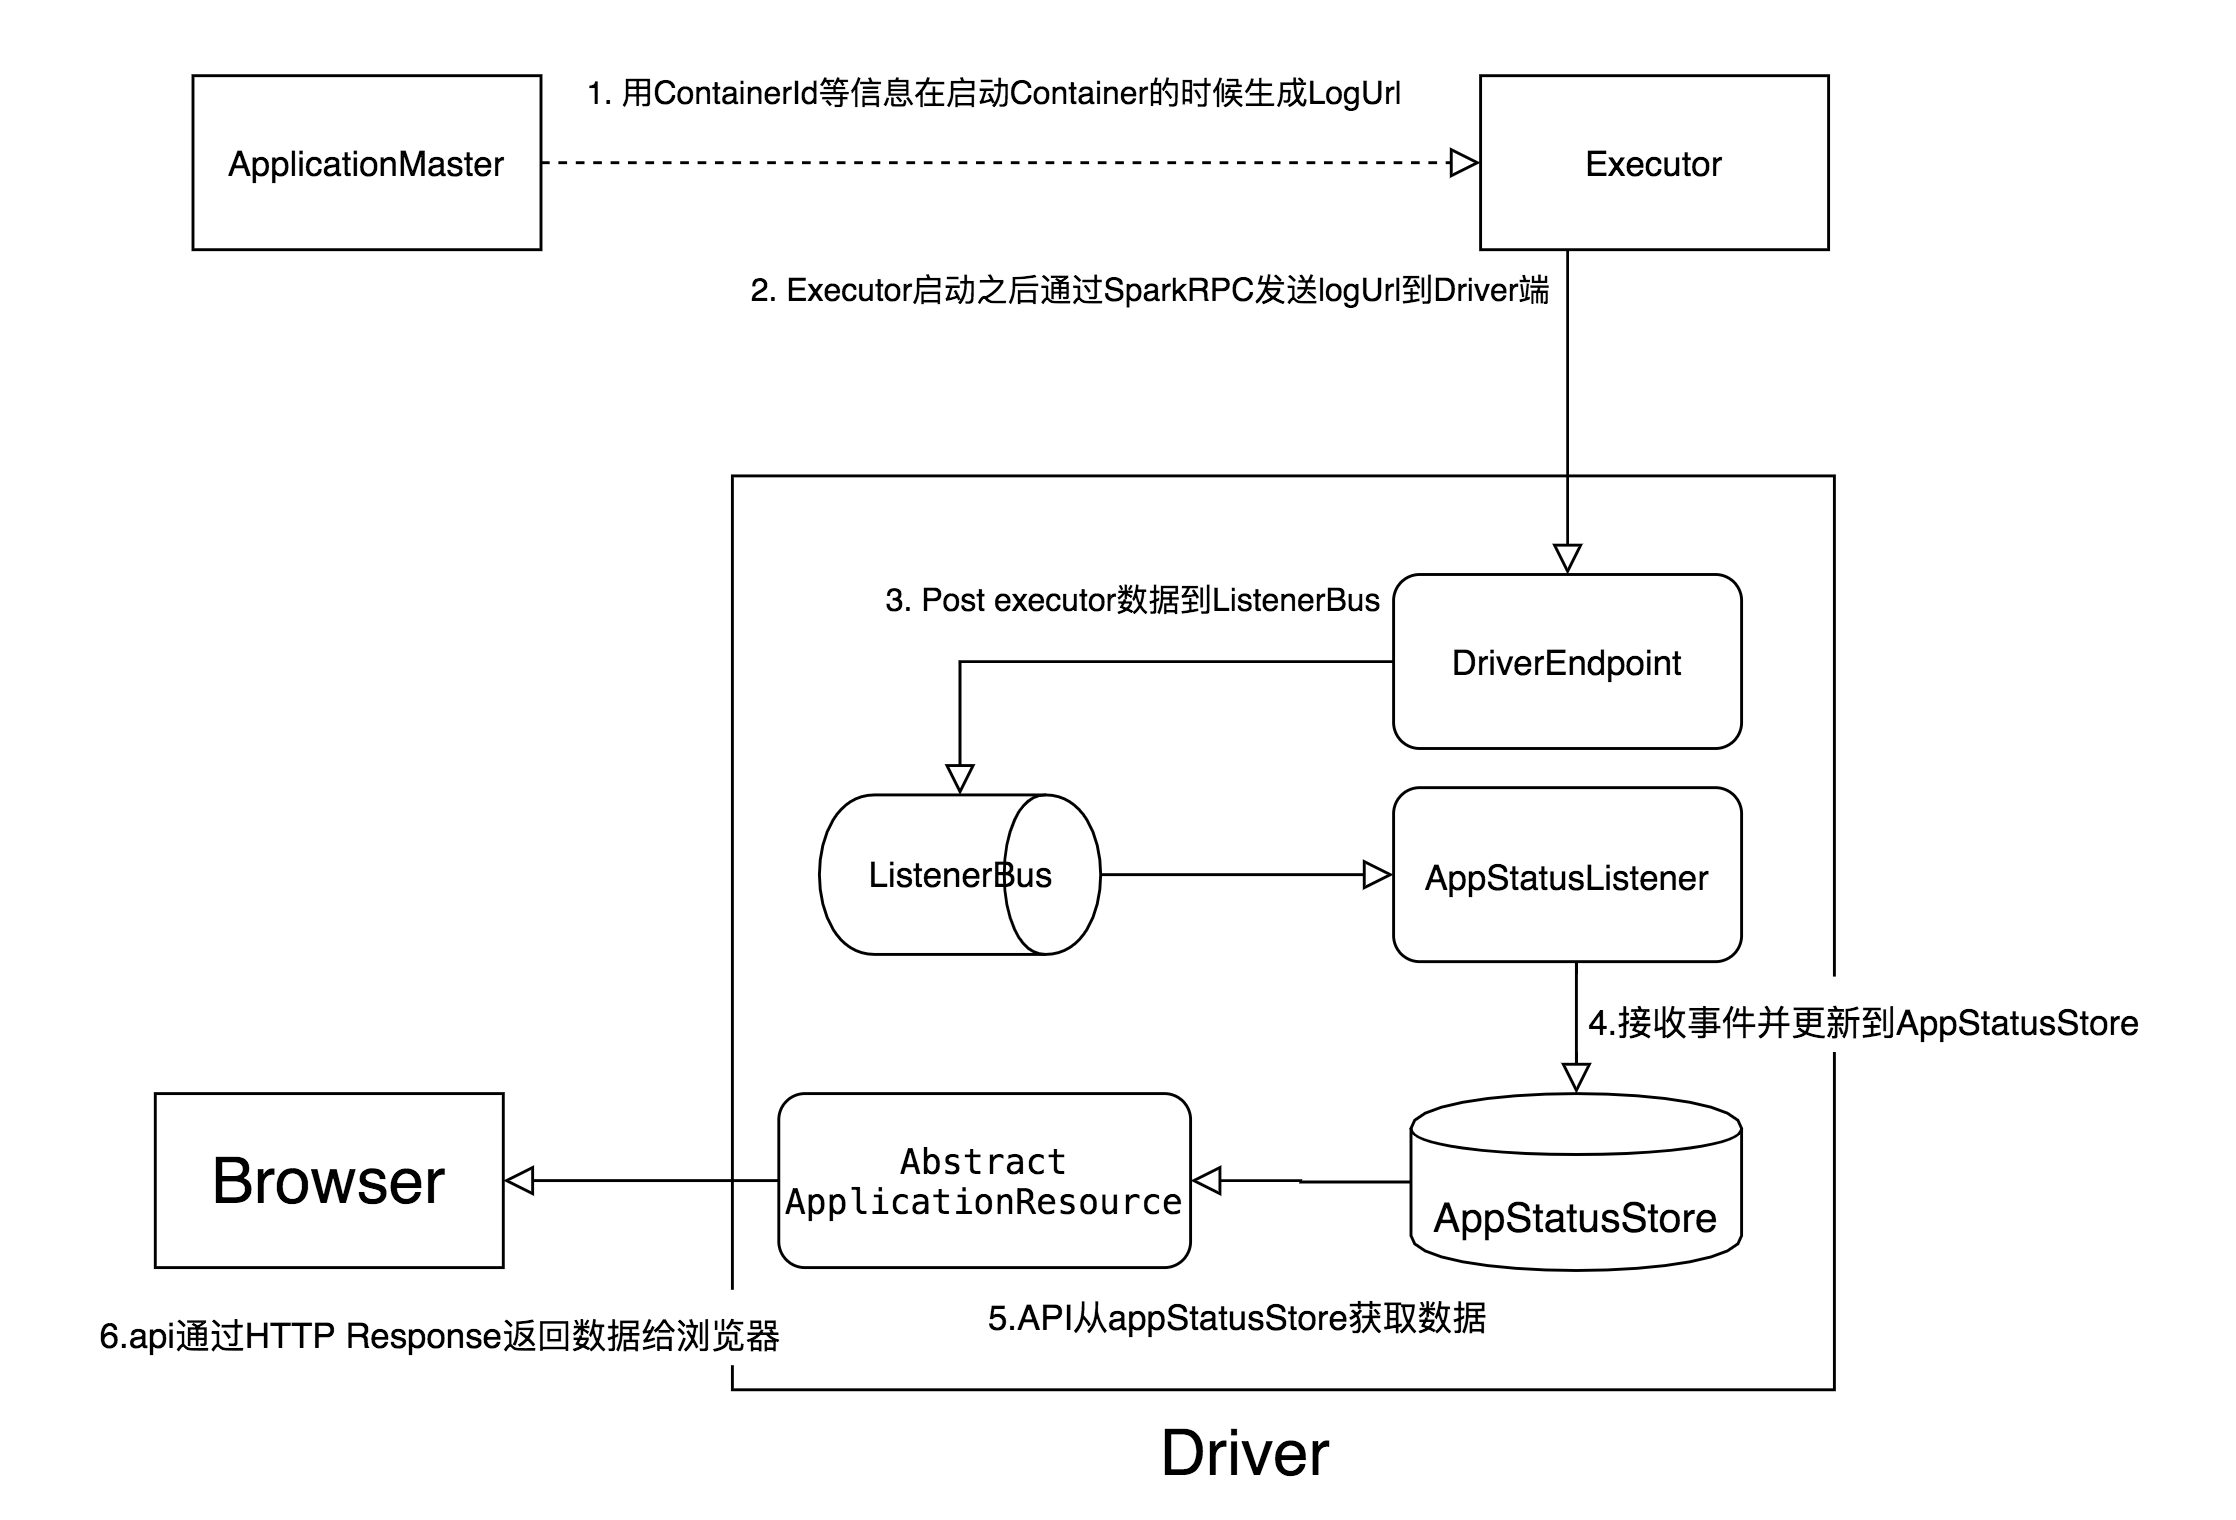 1. 用ContainerId等信息在启动Container的时候生成LogUrl
ApplicationMaster
Executor
2. Executor启动之后通过SparkRPC发送logUrl到Driver端
3. Post executor数据到ListenerBus
DriverEndpoint
ListenerBus
AppStatusListener
4.接收事件并更新到AppStatusStore
Browser
Abstract
ApplicationResource
AppStatusStore
5.API从appStatusStore获取数据
6.api通过HTTP Response返回数据给浏览器
Driver